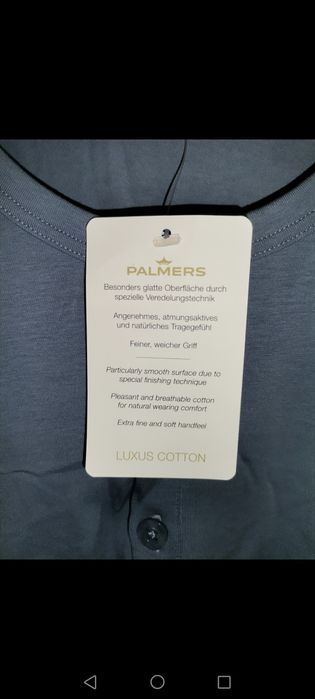 PALMERS
Besonders glatte Oberfläche durch
spezielle Veredelungstechnik
Angenehmes, atmungsaktives
und natürliches Tragegefühl
Feiner, weicher Griff
Particularly smooth surface due to
special finishing technique
Pleasant and breathable cotton
for natural wearing comfort
Extra fine and soft handfeel
LUXUS COTTON